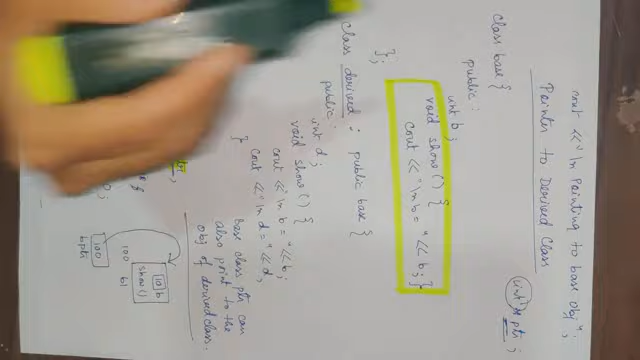 cout << "\n Pointing to base obj";
Pointer to Derived Class
int *ptr;
class base {
public:
int b;
void show() {
cout << "\n b = " << b; }
};
class derived : public base {
public:
int d;
void show() {
cout << "\n b = " << b;
cout << "\n d = " << d;
}
Base class ptr can
also point to the
obj of derived class.
10 b
show()
100
b1
100
bptr